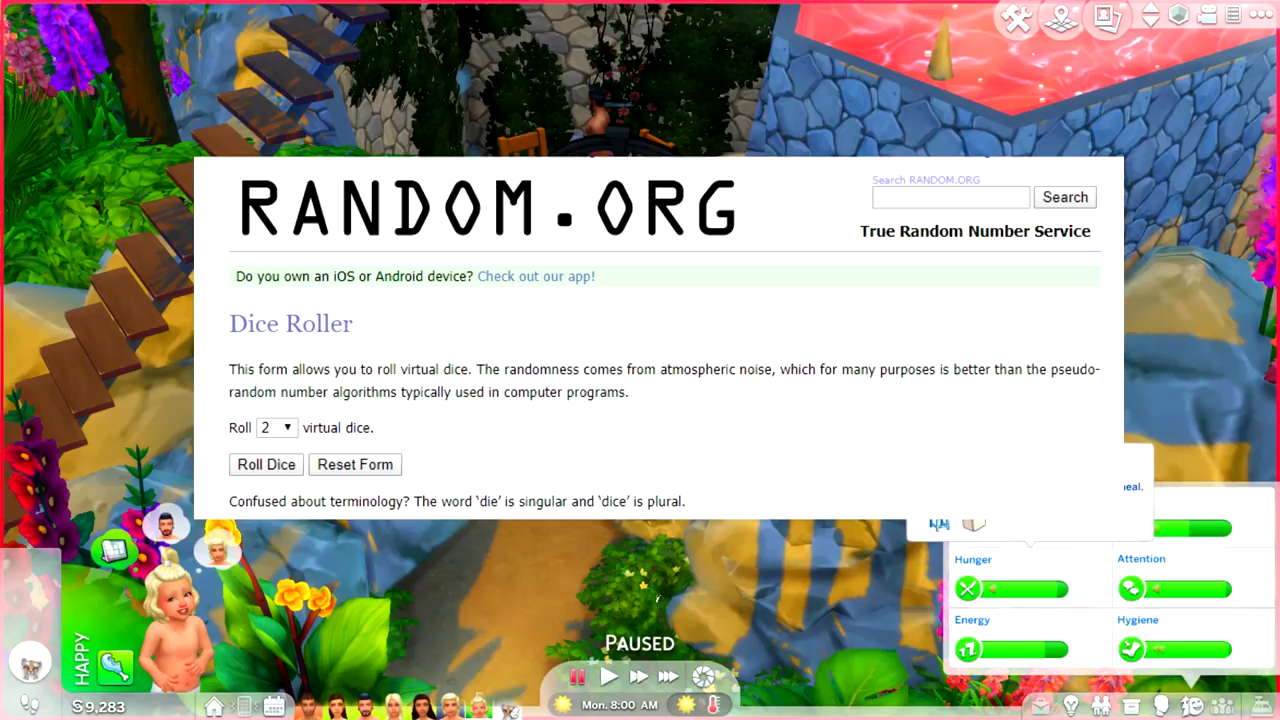 RANDOM.ORG
Search RANDOM.ORG
Search
True Random Number Service
Do you own an iOS or Android device? Check out our app!
Dice Roller
This form allows you to roll virtual dice. The randomness comes from atmospheric noise, which for many purposes is better than the pseudo-
random number algorithms typically used in computer programs.
Roll 2 virtual dice.
Roll Dice Reset Form
Confused about terminology? The word ‘die’ is singular and ‘dice’ is plural.
Hunger Attention
Energy Hygiene
HAPPY
PAUSED
§9,283
Mon. 8:00 AM